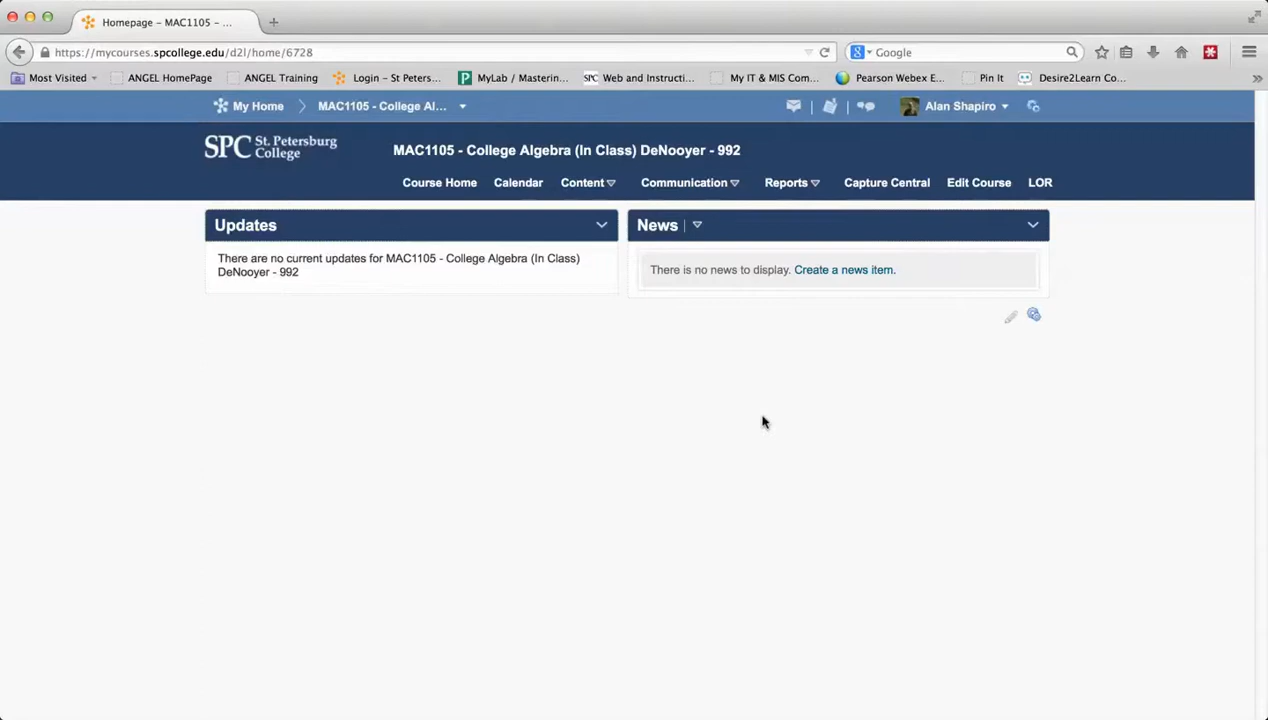 Homepage – MAC1105 – ...
https://mycourses.spcollege.edu/d2l/home/6728
Google
Most Visited
ANGEL HomePage
ANGEL Training
Login – St Peters...
MyLab / Masterin...
SPC Web and Instructi...
My IT & MIS Com...
Pearson Webex E...
Pin It
Desire2Learn Co...
My Home
MAC1105 - College Al...
Alan Shapiro
SPC St. Petersburg College
MAC1105 - College Algebra (In Class) DeNooyer - 992
Course Home
Calendar
Content
Communication
Reports
Capture Central
Edit Course
LOR
Updates
There are no current updates for MAC1105 - College Algebra (In Class)
DeNooyer - 992
News
There is no news to display. Create a news item.